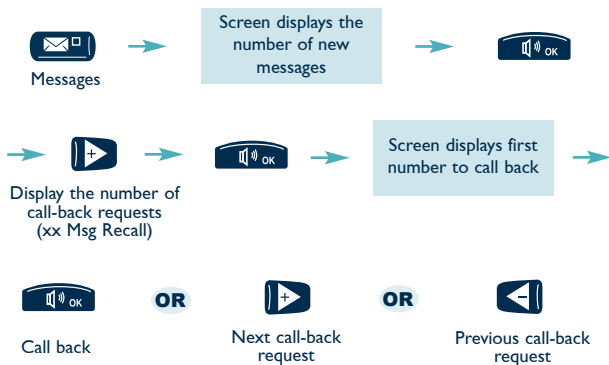 Screen displays the
number of new
messages
OK
Messages
+
OK
Screen displays first
number to call back
Display the number of
call-back requests
(xx Msg Recall)
OK
OR
+
OR
-
Call back
Next call-back
request
Previous call-back
request